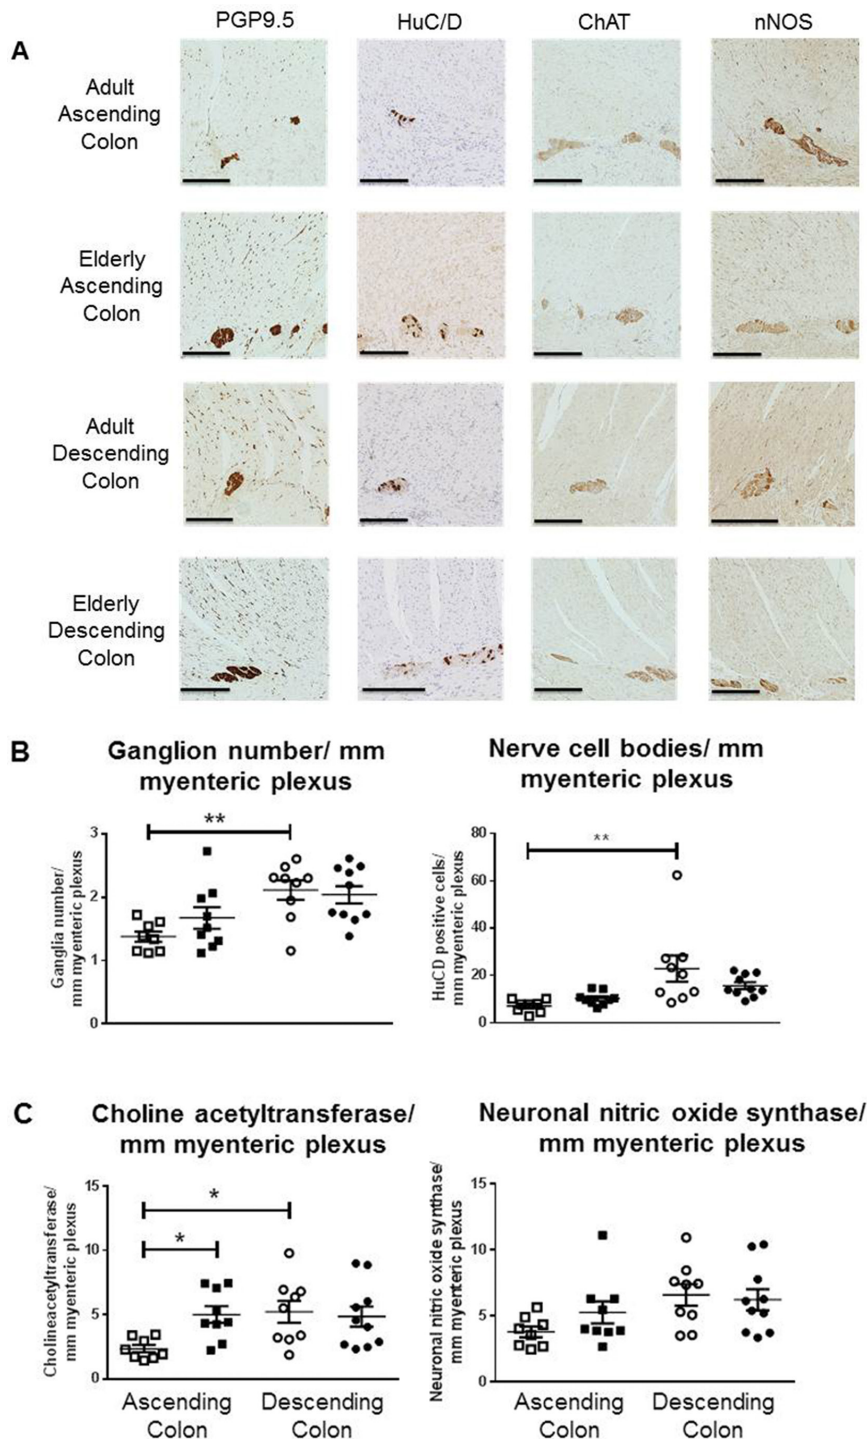 PGP9.5 HuC/D ChAT nNOS
A
Adult
Ascending
Colon
Elderly
Ascending
Colon
Adult
Descending
Colon
Elderly
Descending
Colon
B
Ganglion number/ mm
myenteric plexus
**
Ganglia number/
mm myenteric plexus
3
2
1
0
Nerve cell bodies/ mm
myenteric plexus
**
HuCD positive cells/
mm myenteric plexus
80
60
40
20
0
C
Choline acetyltransferase/
mm myenteric plexus
*
*
Cholineacetyltransferase/
mm myenteric plexus
15
10
5
0
Ascending
Colon
Descending
Colon
Neuronal nitric oxide synthase/
mm myenteric plexus
Neuronal nitric oxide synthase/
mm myenteric plexus
15
10
5
0
Ascending
Colon
Descending
Colon